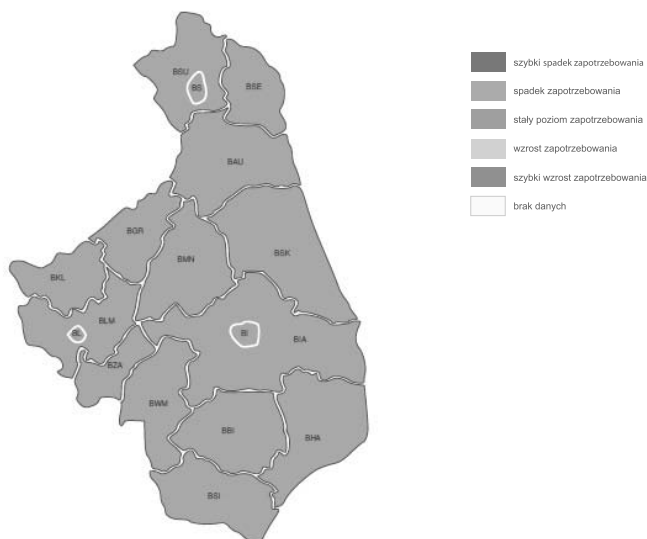 BSU
BS
BSE
BAU
BGR
BMN
BSK
BKL
BLM
BL
BI
BIA
BZA
BWM
BBI
BHA
BSI
szybki spadek zapotrzebowania
spadek zapotrzebowania
stały poziom zapotrzebowania
wzrost zapotrzebowania
szybki wzrost zapotrzebowania
brak danych